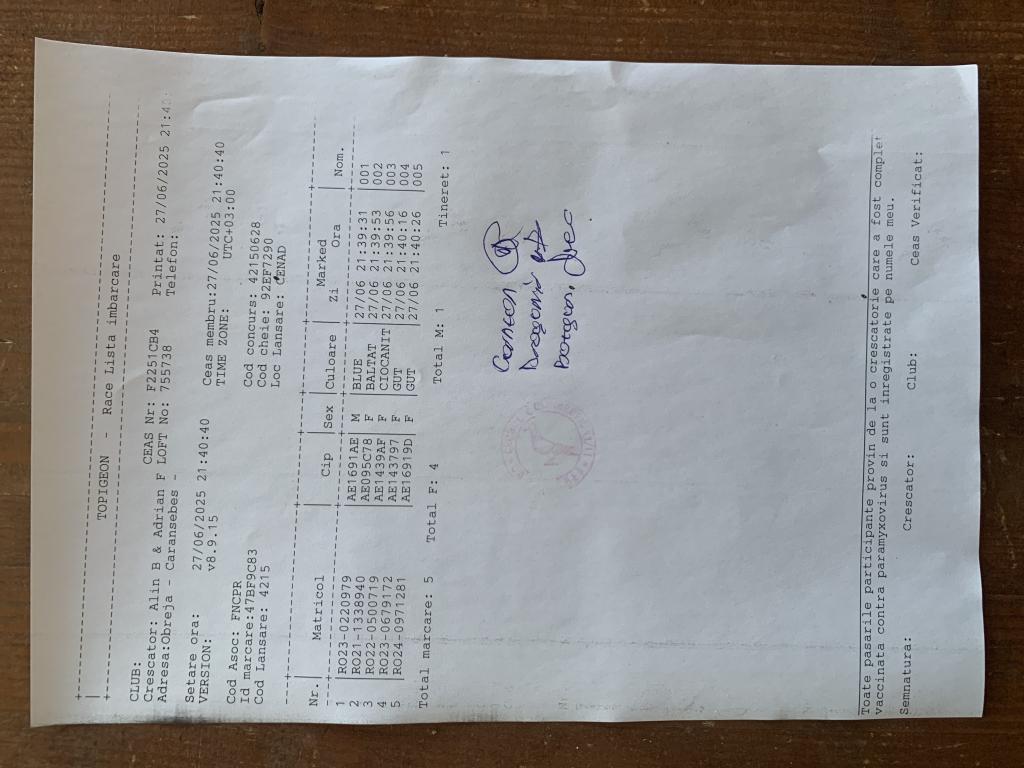 TOPIGEON - Race Lista imbarcare
CLUB: CEAS Nr: F2251CB4 Printat: 27/06/2025 21:40
Crescator: Alin B & Adrian F LOFT No: 755738 Telefon:
Adresa:Obreja - Caransebes -
Setare ora: 27/06/2025 21:40:40 Ceas membru:27/06/2025 21:40:40
VERSION: v8.9.15 TIME ZONE: UTC+03:00
Cod Asoc: FNCPR Cod concurs: 42150628
Id marcare:47BF9C83 Cod cheie: 92EF7290
Cod Lansare: 4215 Loc Lansare: CENAD
Marked
Nr. | Matricol | Cip |Sex | Culoare | Zi Ora | Nom.
1 |RO23-0220979 |AE1691AE M |BLUE |27/06 21:39:31 | 001
2 |RO21-1338940 |AE095C78 F |BALTAT |27/06 21:39:53 | 002
3 |RO22-0500719 |AE1439AF F |CIOCANIT |27/06 21:39:56 | 003
4 |RO23-0679172 |AE143797 F |GUT |27/06 21:40:16 | 004
5 |RO24-0971281 |AE16919D F |GUT |27/06 21:40:26 | 005
Total marcare: 5 Total F: 4 Total M: 1 Tineret: 1
Toate pasarile participante provin de la o crescatorie care a fost complet
vaccinata contra paramyxovirus si sunt inregistrate pe numele meu.
Semnatura: Crescator: Club: Ceas Verificat: